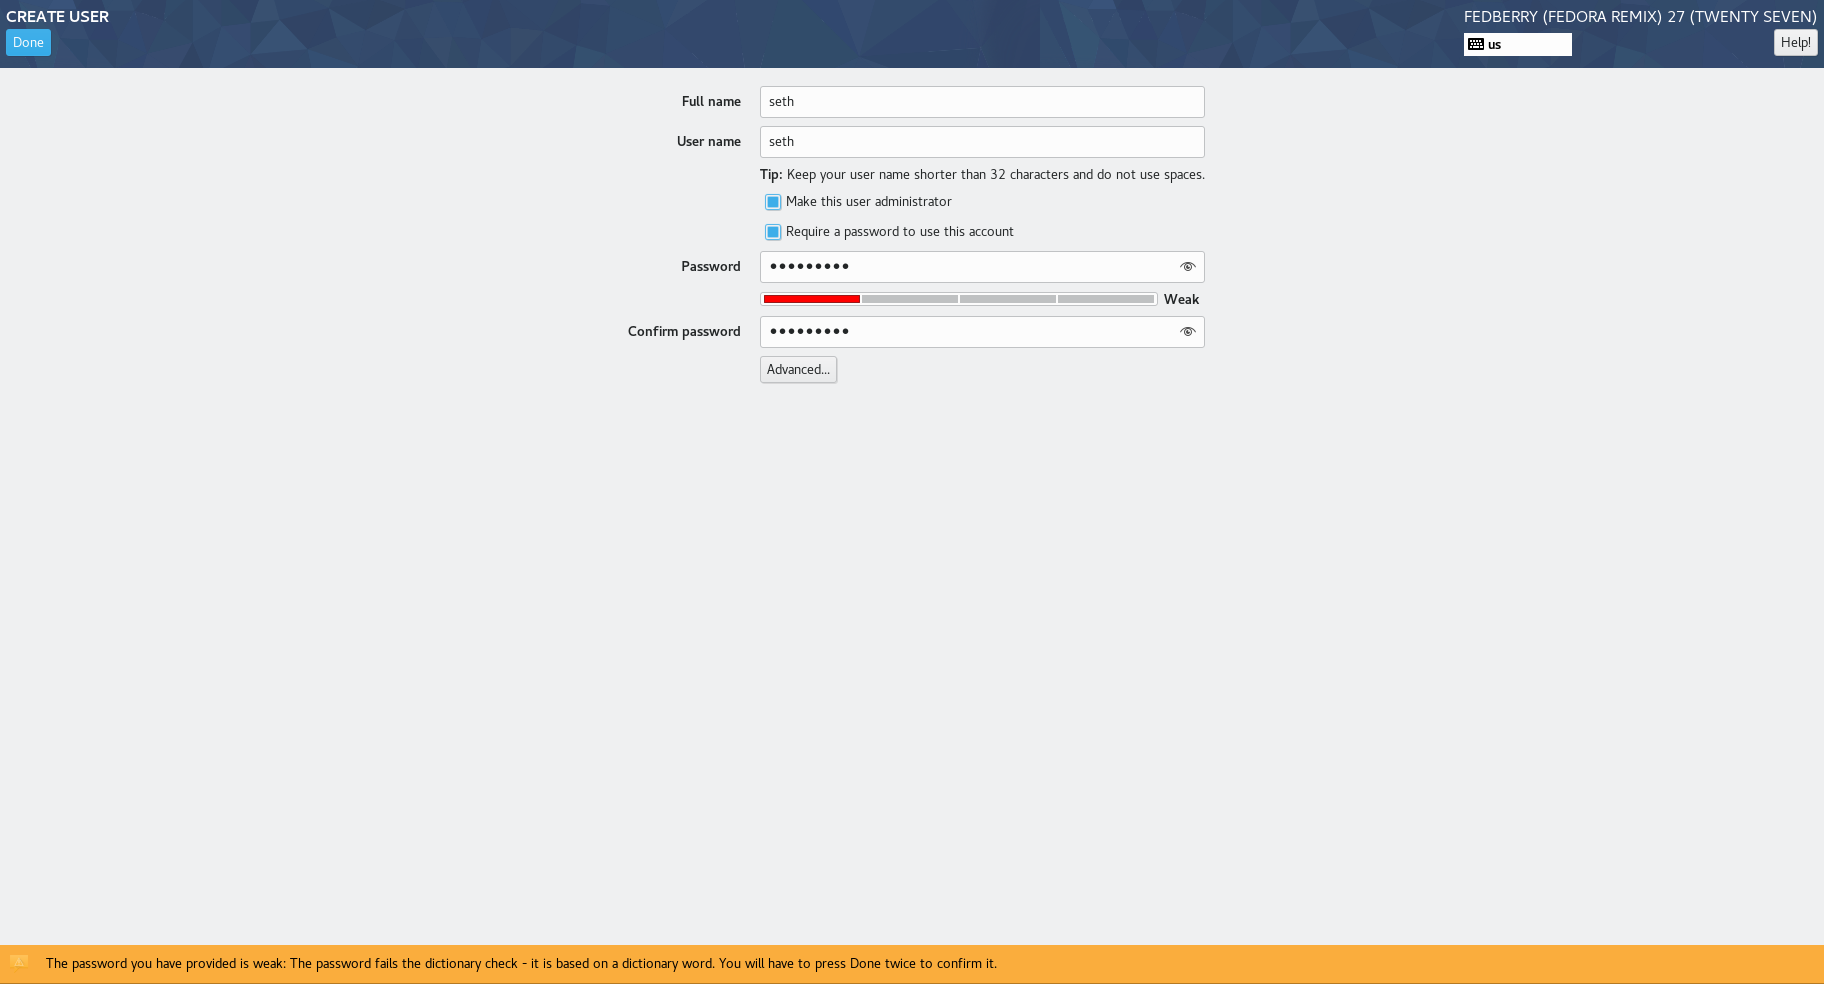 CREATE USER
FEDBERRY (FEDORA REMIX) 27 (TWENTY SEVEN)
Done
us
Help!
Full name
seth
User name
seth
Tip: Keep your user name shorter than 32 characters and do not use spaces.
Make this user administrator
Require a password to use this account
Password
●●●●●●●●●
Weak
Confirm password
●●●●●●●●●
Advanced...
The password you have provided is weak: The password fails the dictionary check - it is based on a dictionary word. You will have to press Done twice to confirm it.